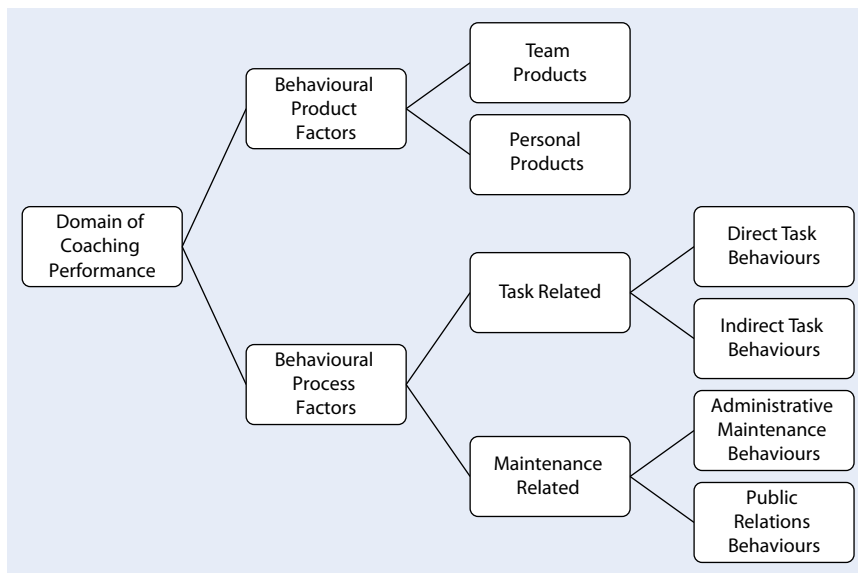 Domain of
Coaching
Performance
Behavioural
Product
Factors
Team
Products
Personal
Products
Behavioural
Process
Factors
Task Related
Direct Task
Behaviours
Indirect Task
Behaviours
Maintenance
Related
Administrative
Maintenance
Behaviours
Public
Relations
Behaviours